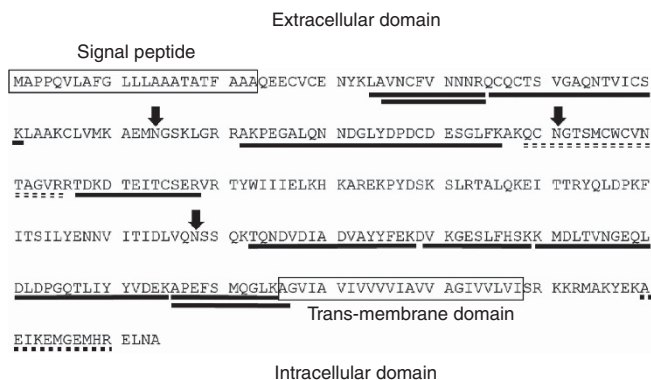 Extracellular domain
Signal peptide
MAPPQVLAFG LLLAAATATF AAAQEECVCE NYKLAVNCFV NNNRQCQCTS VGAQNTVICS
KLAAKCLVMK AEMNGSKLGR RAKPEGALQN NDGLYDPDCD ESGLFKAKQC NGTSMCWCVN
TAGVRRTDKD TEITCSERVR TYWIIIELKH KAREKPYDSK SLRTALQKEI TTRYQLDPKF
ITSILYENNV ITIDLVQNSS QKTQNDVDIA DVAYYFEKDV KGESLFHSKK MDLTVNGEQL
DLDPGQTLIY YVDEKAPEFS MQGLKAGVIA VIVVVVIAVV AGIVVLVISR KKRMAKYEKA
Trans-membrane domain
EIKEMGEMHR ELNA
Intracellular domain